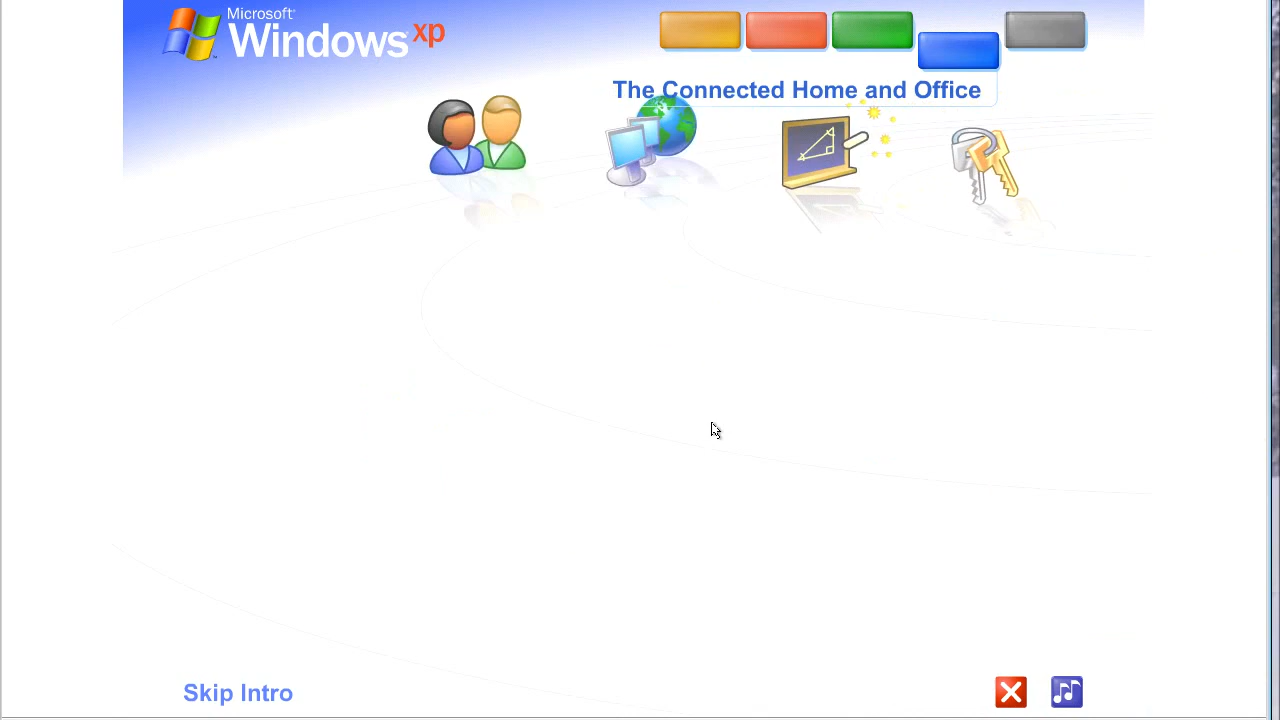 Microsoft®
Windows xp
The Connected Home and Office
Skip Intro